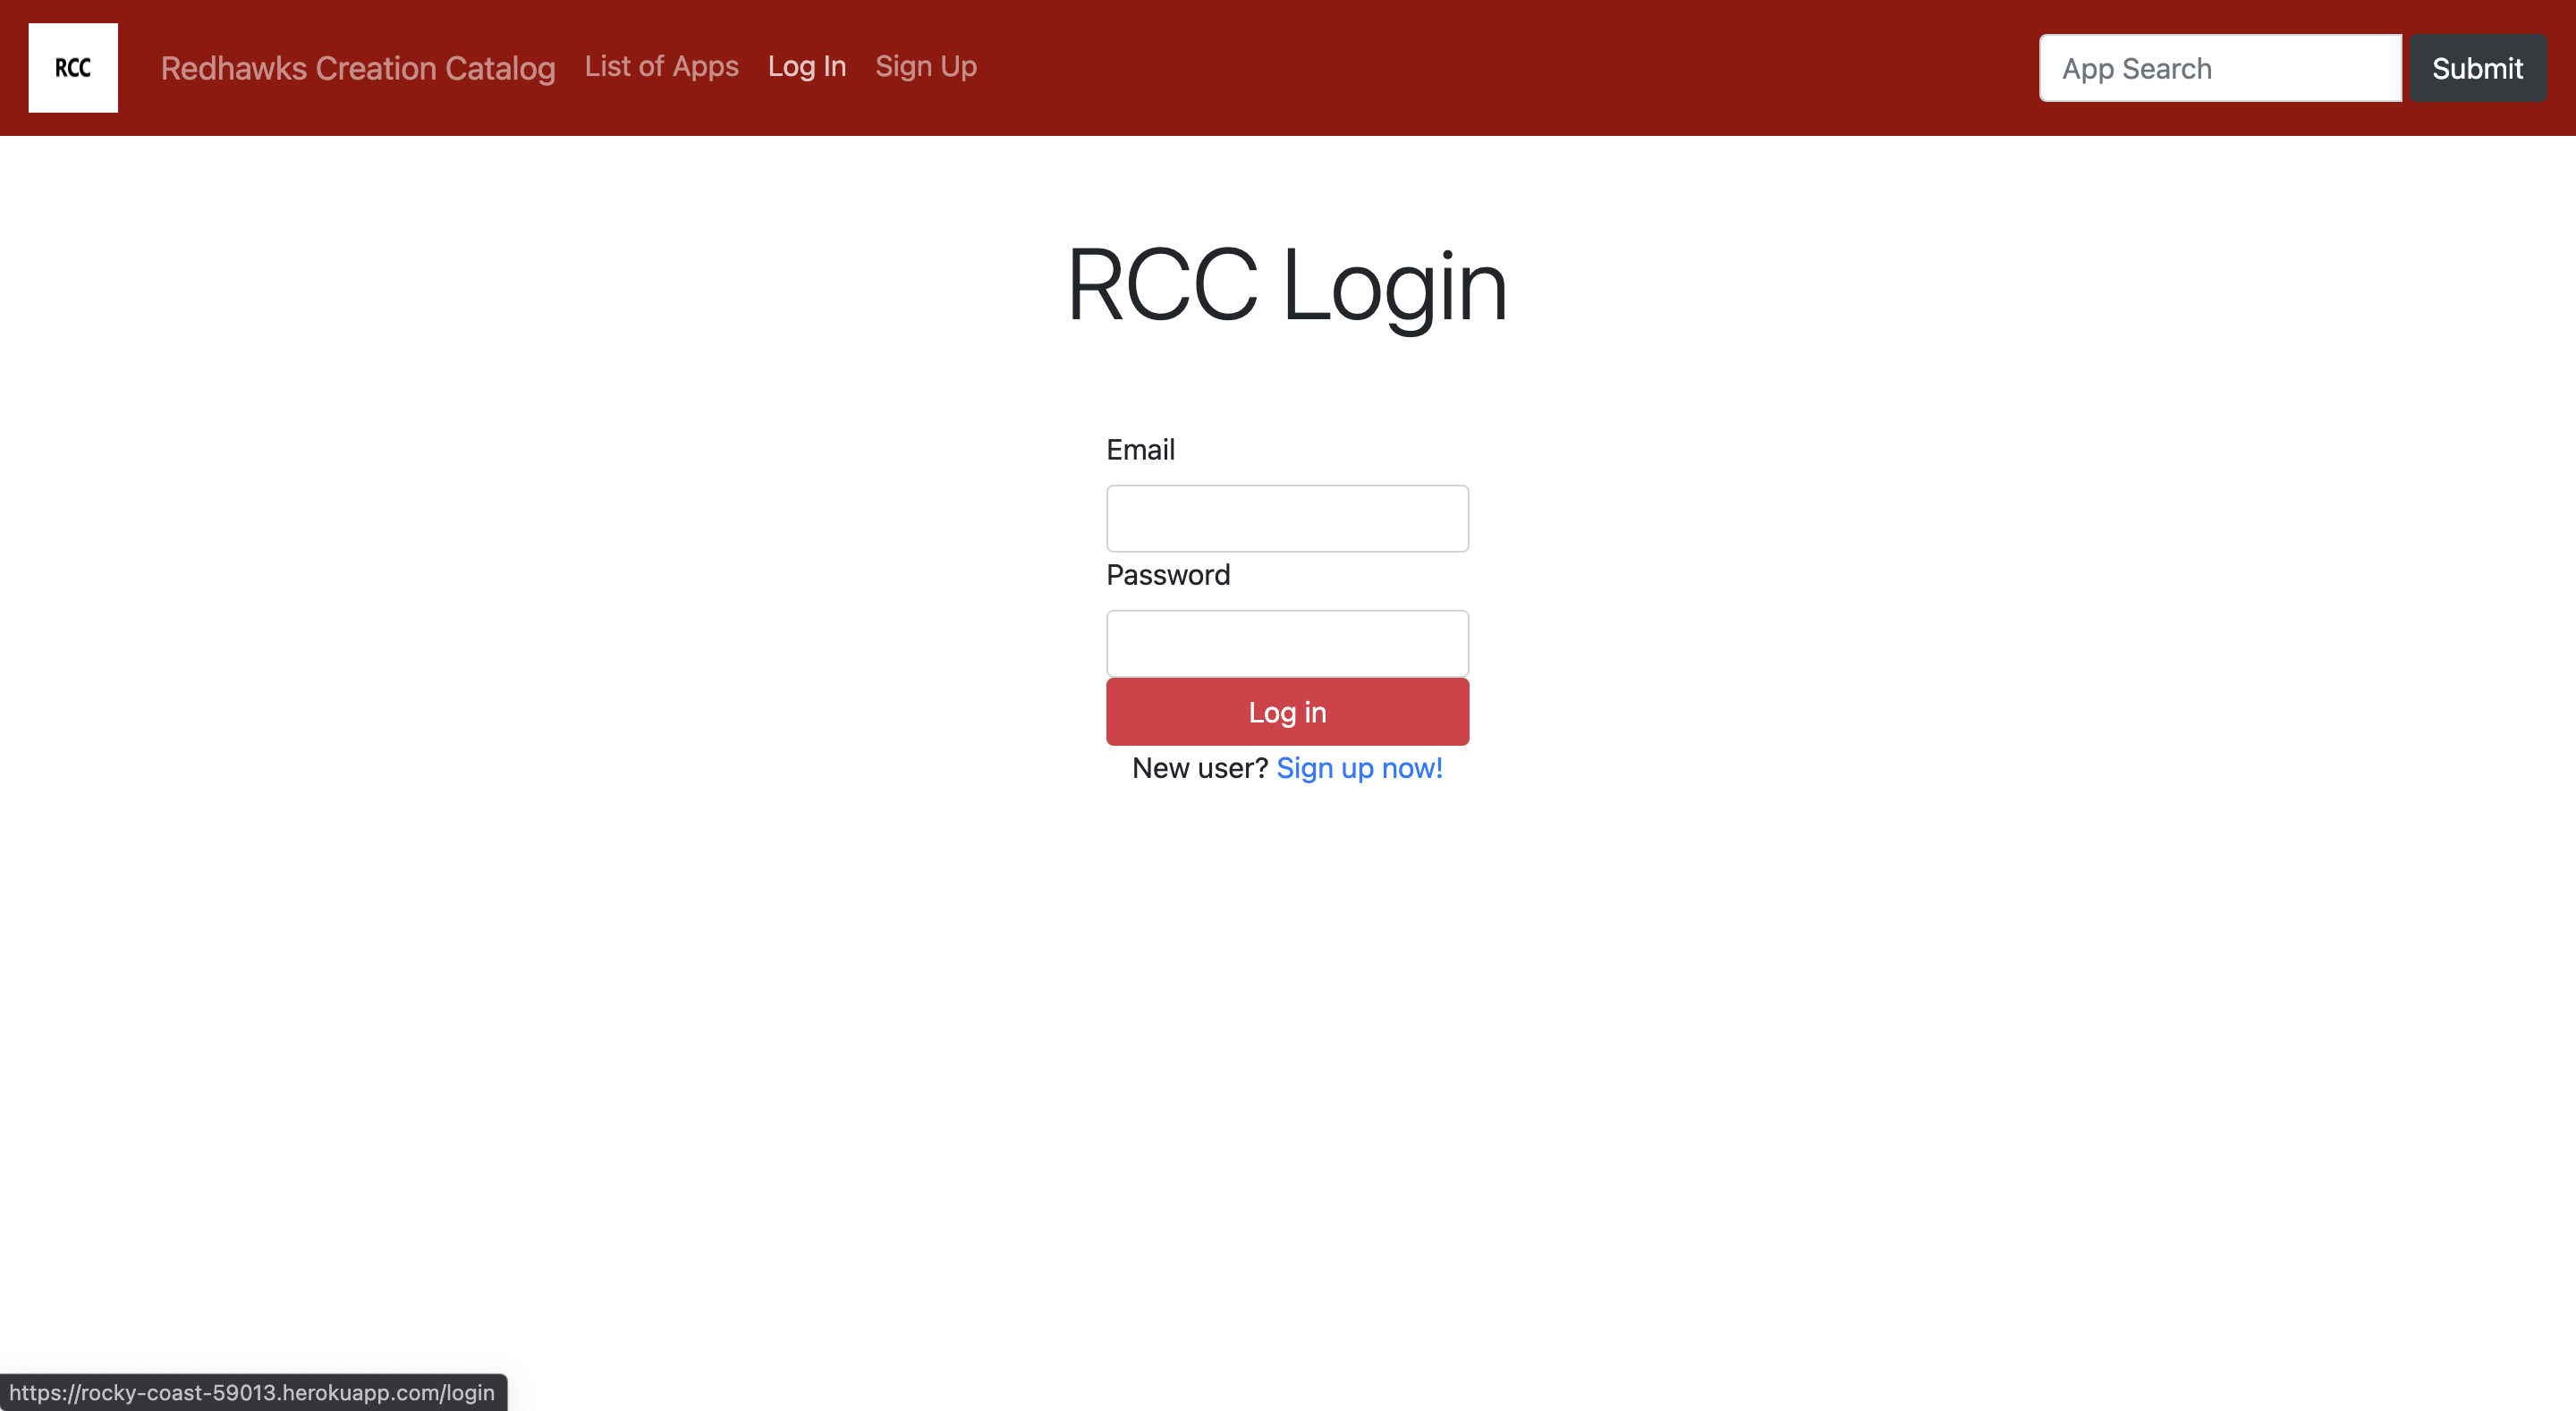 RCC
Redhawks Creation Catalog List of Apps Log In Sign Up
App Search Submit
RCC Login
Email
Password
Log in
New user? Sign up now!
https://rocky-coast-59013.herokuapp.com/login